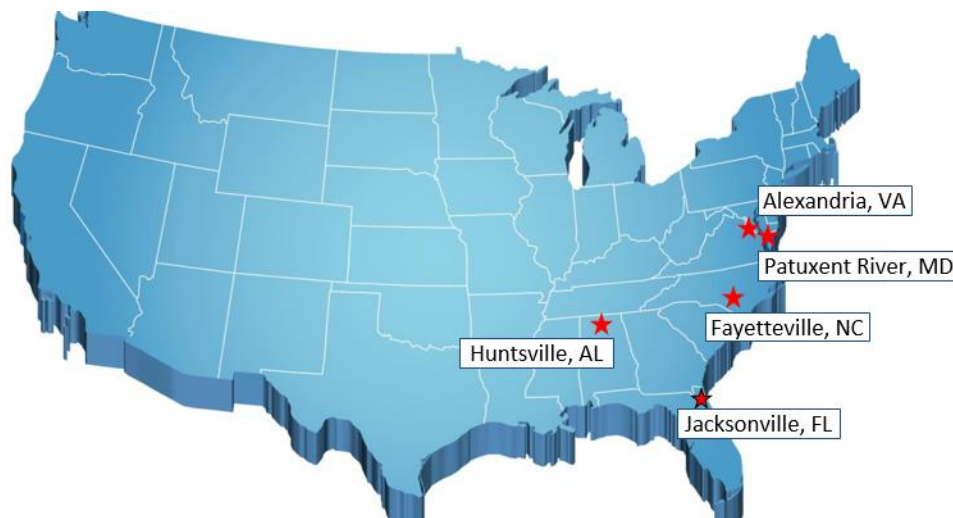 Alexandria, VA
Patuxent River, MD
Fayetteville, NC
Huntsville, AL
Jacksonville, FL